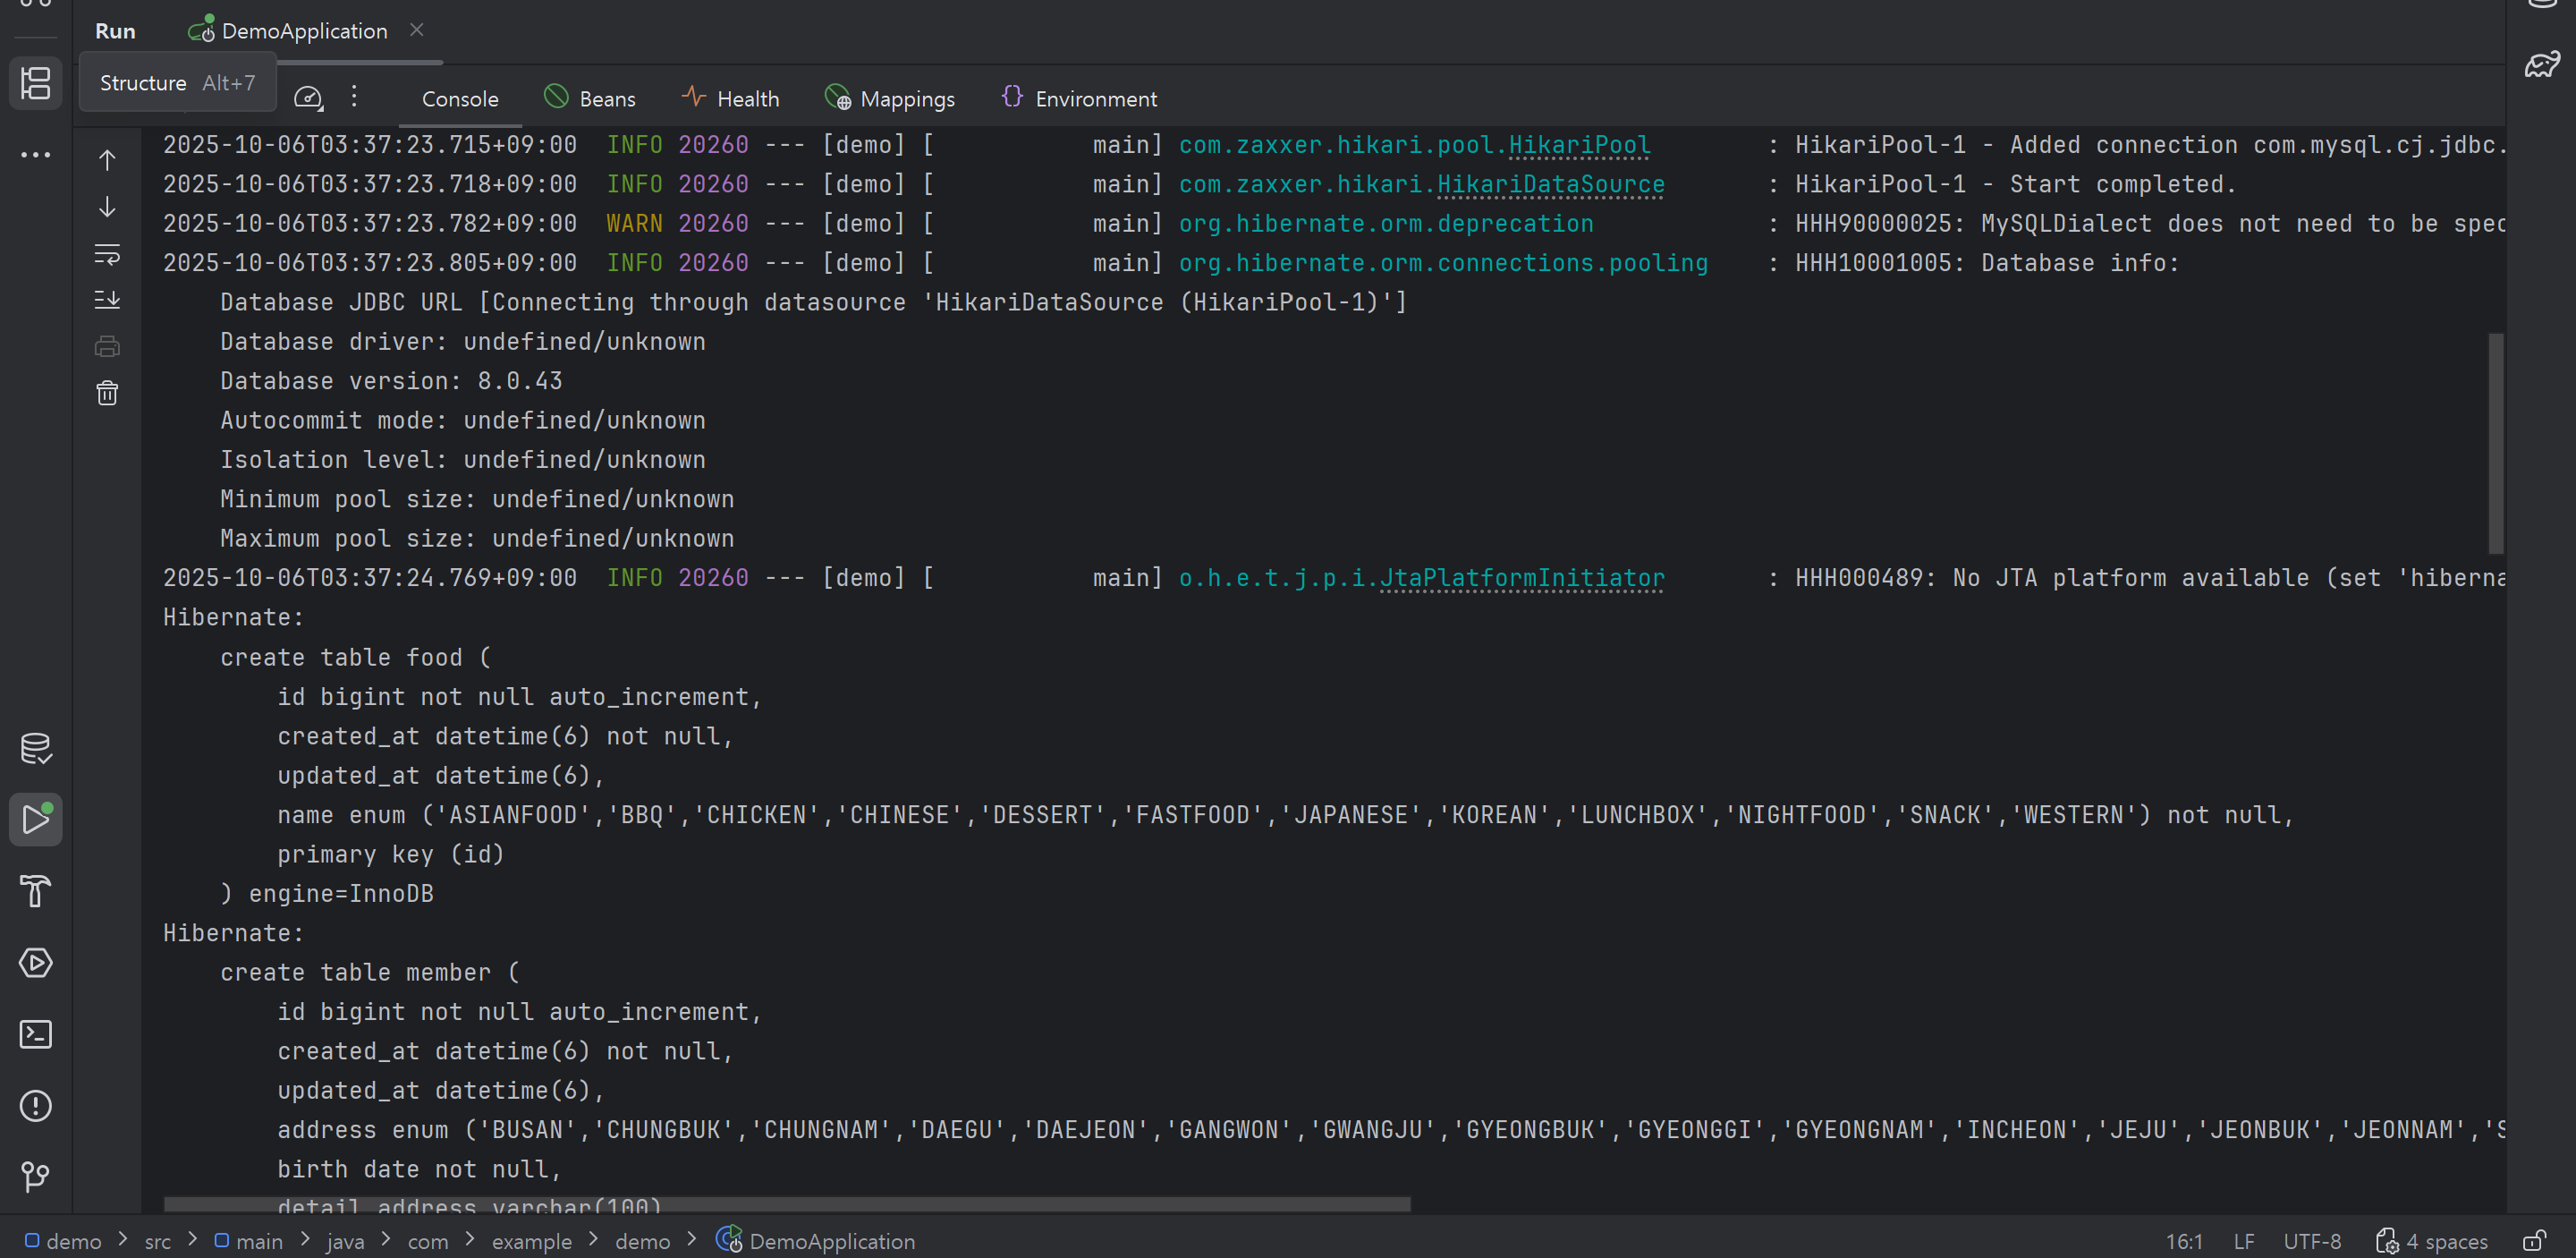 Run DemoApplication
Structure Alt+7
Console Beans Health Mappings Environment
2025-10-06T03:37:23.715+09:00  INFO 20260 --- [demo] [           main] com.zaxxer.hikari.pool.HikariPool        : HikariPool-1 - Added connection com.mysql.cj.jdbc.
2025-10-06T03:37:23.718+09:00  INFO 20260 --- [demo] [           main] com.zaxxer.hikari.HikariDataSource       : HikariPool-1 - Start completed.
2025-10-06T03:37:23.782+09:00  WARN 20260 --- [demo] [           main] org.hibernate.orm.deprecation            : HHH90000025: MySQLDialect does not need to be spec
2025-10-06T03:37:23.805+09:00  INFO 20260 --- [demo] [           main] org.hibernate.orm.connections.pooling    : HHH10001005: Database info:
    Database JDBC URL [Connecting through datasource 'HikariDataSource (HikariPool-1)']
    Database driver: undefined/unknown
    Database version: 8.0.43
    Autocommit mode: undefined/unknown
    Isolation level: undefined/unknown
    Minimum pool size: undefined/unknown
    Maximum pool size: undefined/unknown
2025-10-06T03:37:24.769+09:00  INFO 20260 --- [demo] [           main] o.h.e.t.j.p.i.JtaPlatformInitiator       : HHH000489: No JTA platform available (set 'hiberna
Hibernate:
    create table food (
        id bigint not null auto_increment,
        created_at datetime(6) not null,
        updated_at datetime(6),
        name enum ('ASIANFOOD','BBQ','CHICKEN','CHINESE','DESSERT','FASTFOOD','JAPANESE','KOREAN','LUNCHBOX','NIGHTFOOD','SNACK','WESTERN') not null,
        primary key (id)
    ) engine=InnoDB
Hibernate:
    create table member (
        id bigint not null auto_increment,
        created_at datetime(6) not null,
        updated_at datetime(6),
        address enum ('BUSAN','CHUNGBUK','CHUNGNAM','DAEGU','DAEJEON','GANGWON','GWANGJU','GYEONGBUK','GYEONGGI','GYEONGNAM','INCHEON','JEJU','JEONBUK','JEONNAM','S
        birth date not null,
        detail_address varchar(100)
demo > src > main > java > com > example > demo > DemoApplication 16:1 LF UTF-8 4 spaces